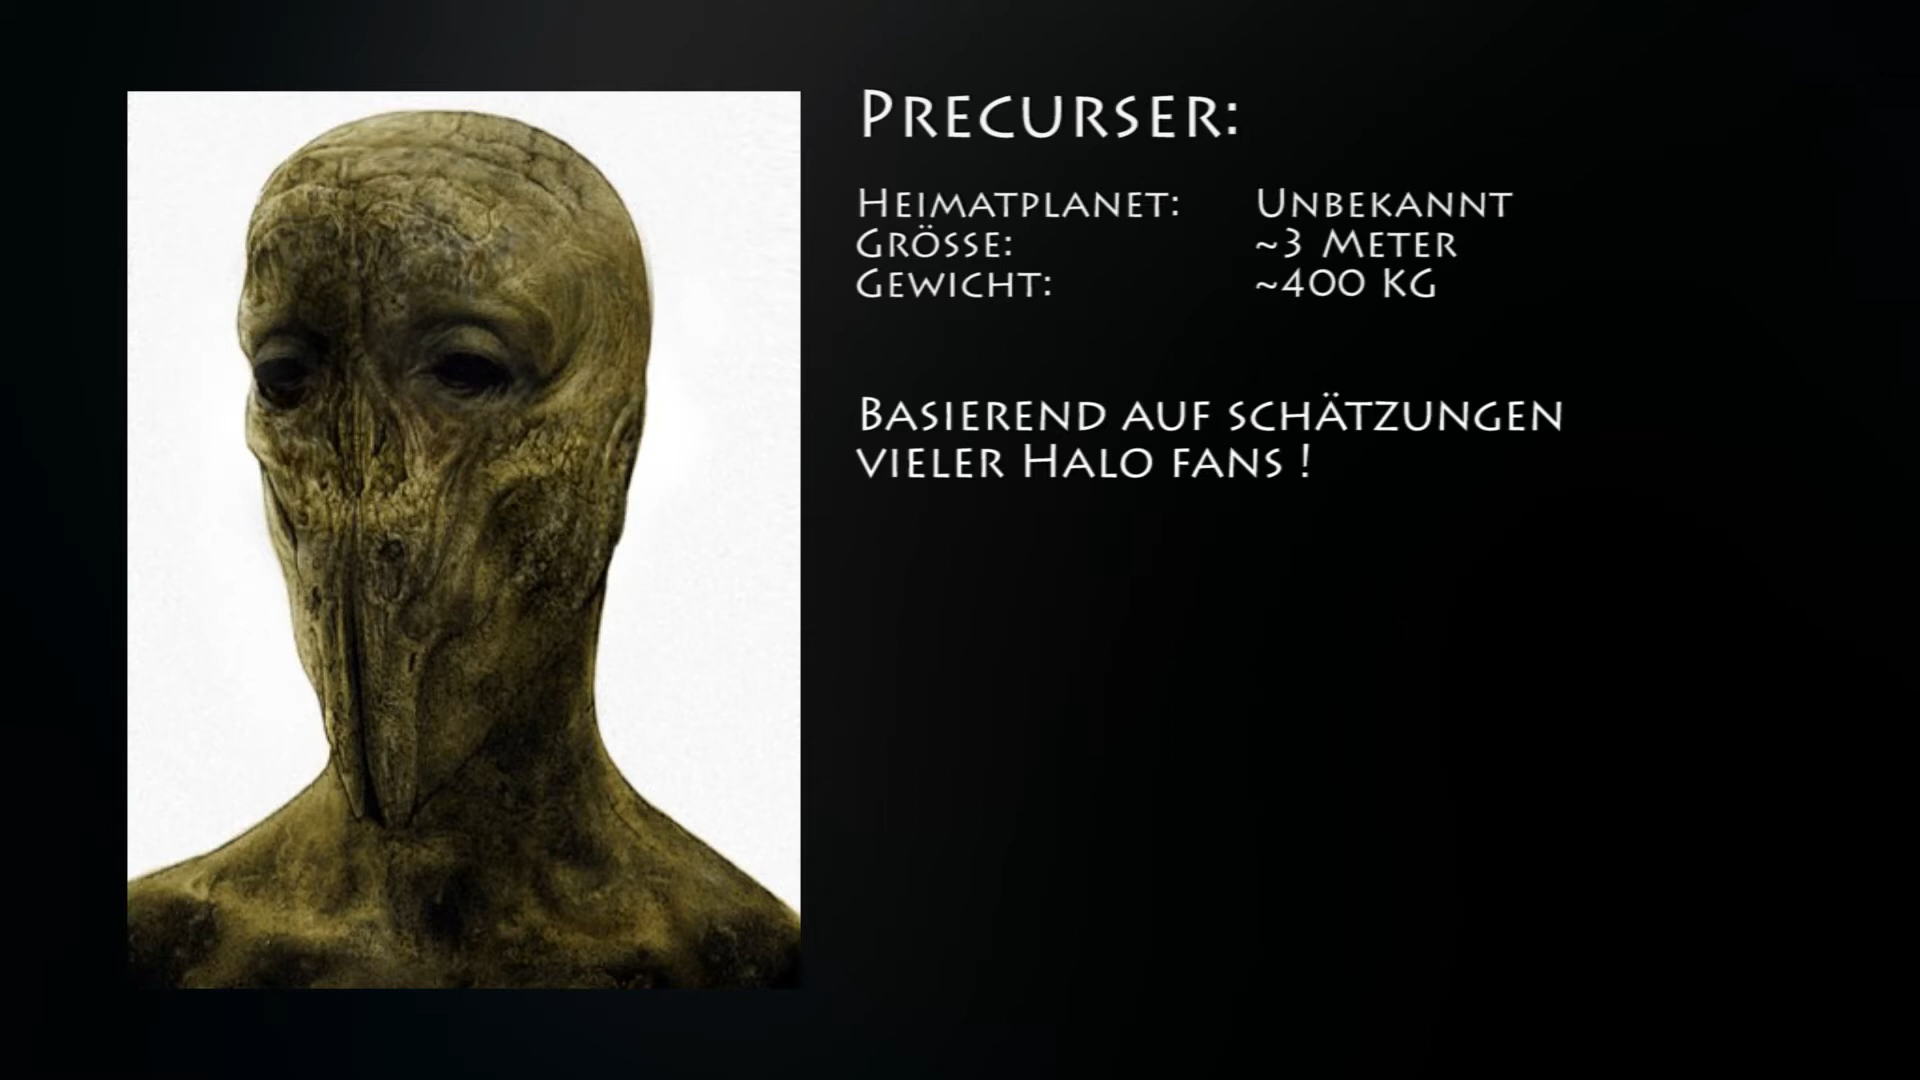 Precurser:
Heimatplanet: Unbekannt
Grösse: ~3 Meter
Gewicht: ~400 KG
Basierend auf schätzungen
vieler Halo fans !